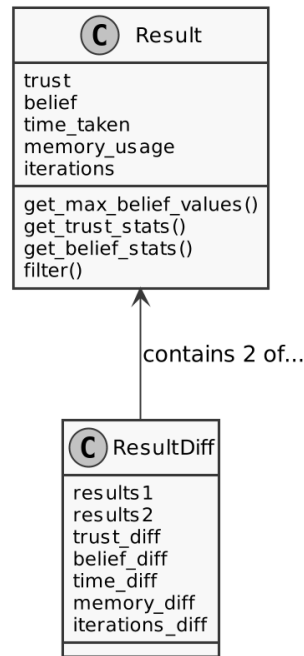 C Result
trust
belief
time_taken
memory_usage
iterations
get_max_belief_values()
get_trust_stats()
get_belief_stats()
filter()
contains 2 of...
C ResultDiff
results1
results2
trust_diff
belief_diff
time_diff
memory_diff
iterations_diff